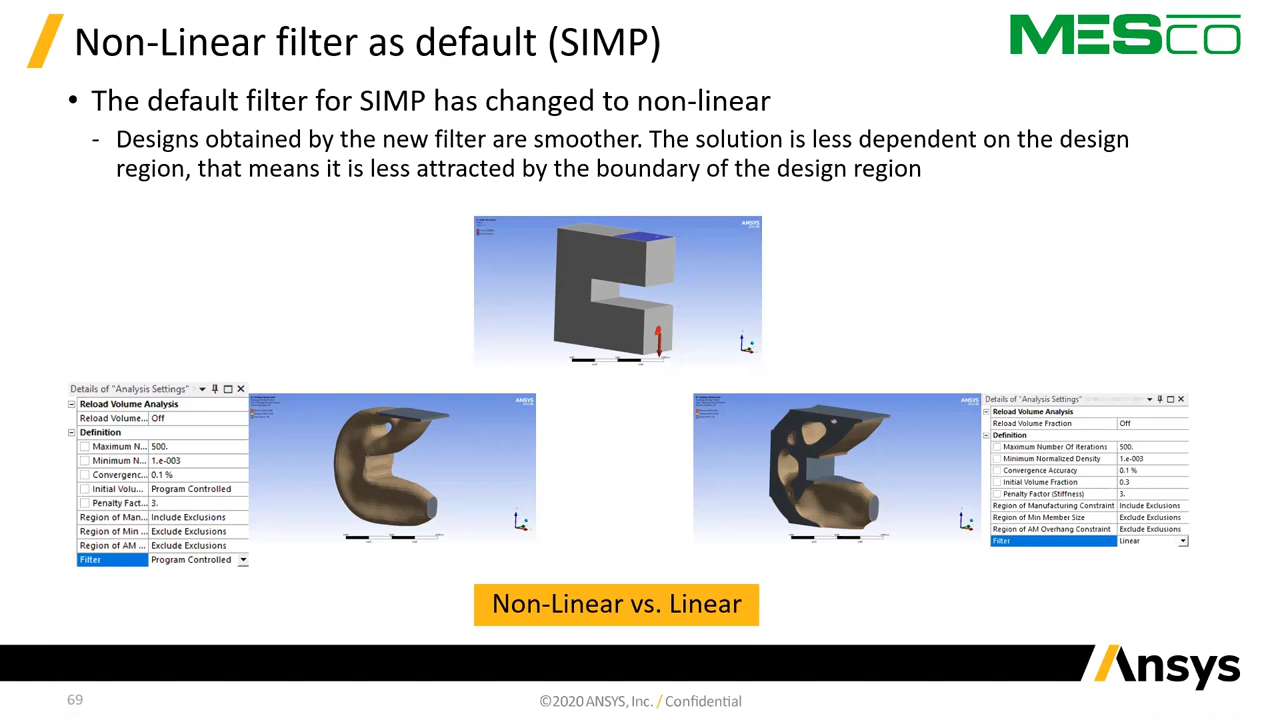 Non-Linear filter as default (SIMP)
MESCO
• The default filter for SIMP has changed to non-linear
- Designs obtained by the new filter are smoother. The solution is less dependent on the design
region, that means it is less attracted by the boundary of the design region
ANSYS
Details of "Analysis Settings"
Reload Volume Analysis
Reload Volume... Off
Definition
Maximum N... 500.
Minimum N... 1.e-003
Convergenc... 0.1 %
Initial Volu... Program Controlled
Penalty Fact... 3.
Region of Man... Include Exclusions
Region of Min ... Exclude Exclusions
Region of AM ... Exclude Exclusions
Filter Program Controlled
ANSYS
ANSYS
Details of "Analysis Settings"
Reload Volume Analysis
Reload Volume Fraction Off
Definition
Maximum Number Of Iterations 500.
Minimum Normalized Density 1.e-003
Convergence Accuracy 0.1 %
Initial Volume Fraction 0.3
Penalty Factor (Stiffness) 3.
Region of Manufacturing Constraint Include Exclusions
Region of Min Member Size Exclude Exclusions
Region of AM Overhang Constraint Exclude Exclusions
Filter Linear
Non-Linear vs. Linear
Ansys
69
©2020 ANSYS, Inc. / Confidential